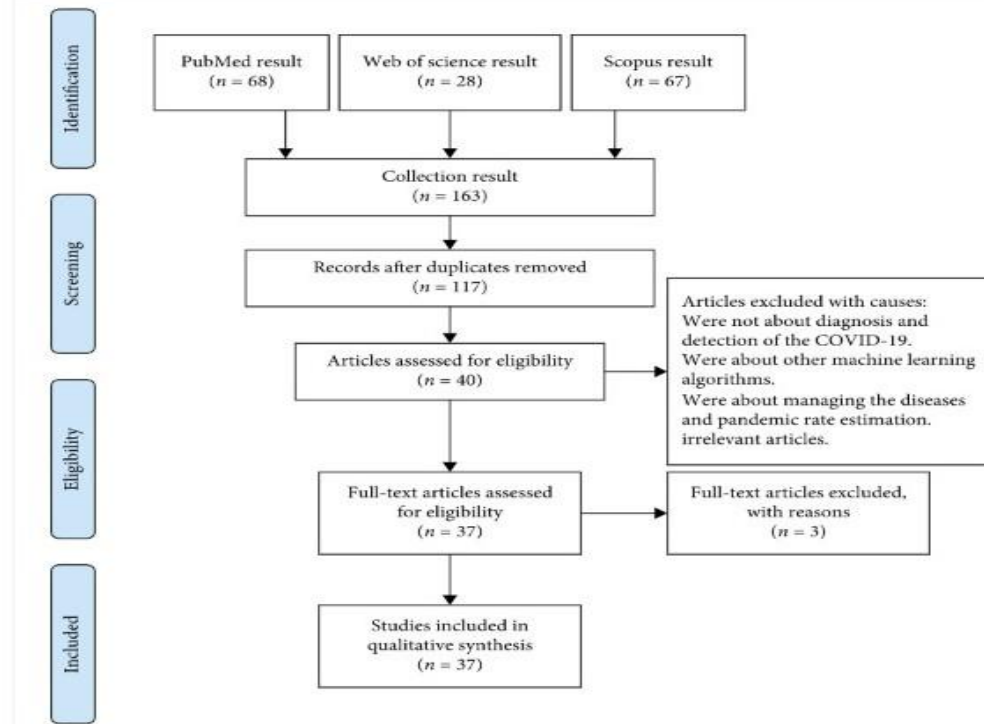 Identification
PubMed result
(n = 68)
Web of science result
(n = 28)
Scopus result
(n = 67)
Collection result
(n = 163)
Screening
Records after duplicates removed
(n = 117)
Articles assessed for eligibility
(n = 40)
Articles excluded with causes:
Were not about diagnosis and
detection of the COVID-19.
Were about other machine learning
algorithms.
Were about managing the diseases
and pandemic rate estimation.
irrelevant articles.
Eligibility
Full-text articles assessed
for eligibility
(n = 37)
Full-text articles excluded,
with reasons
(n = 3)
Included
Studies included in
qualitative synthesis
(n = 37)